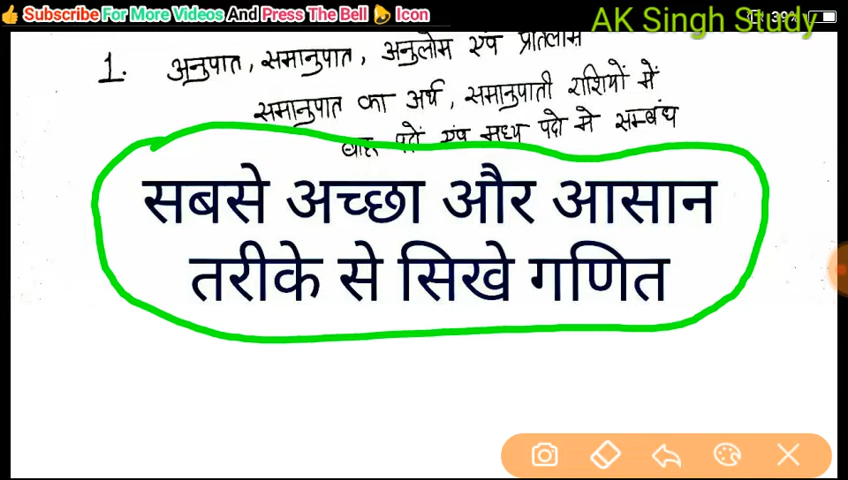 Subscribe For More Videos And Press The Bell Icon
AK Singh Study
39%
1. अनुपात, समानुपात, अनुलोम एवं प्रतिलोम
समानुपात का अर्थ, समानुपाती राशियों में
पदों एवं मध्य पदो मे सम्बंध
सबसे अच्छा और आसान
तरीके से सिखे गणित